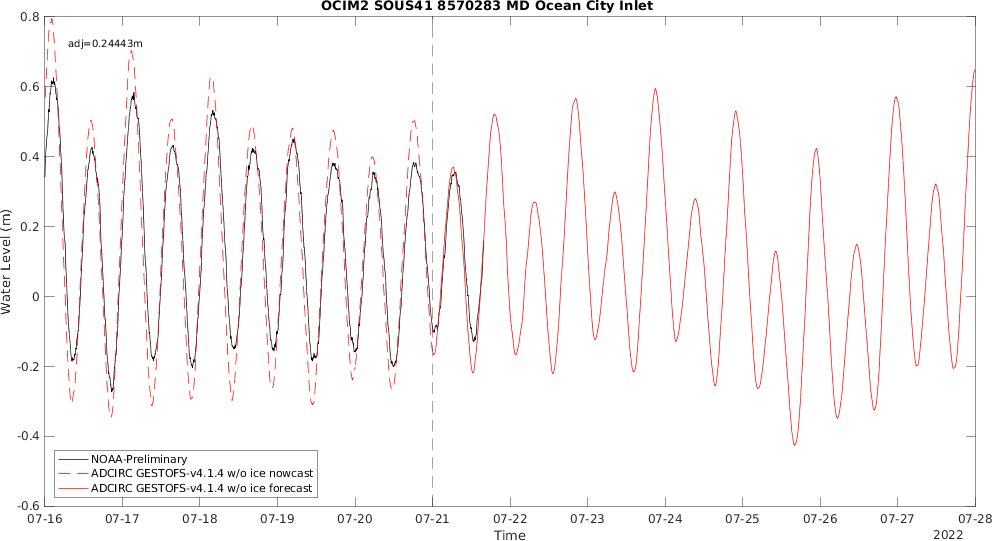 OCIM2 SOUS41 8570283 MD Ocean City Inlet
adj=0.24443m
0.8
0.6
0.4
0.2
0
-0.2
-0.4
-0.6
Water Level (m)
NOAA-Preliminary
ADCIRC GESTOFS-v4.1.4 w/o ice nowcast
ADCIRC GESTOFS-v4.1.4 w/o ice forecast
07-16 07-17 07-18 07-19 07-20 07-21 07-22 07-23 07-24 07-25 07-26 07-27 07-28
Time
2022